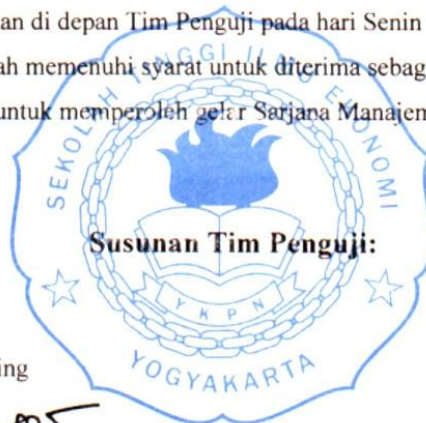 an di depan Tim Penguji pada hari Senin
ah memenuhi syarat untuk diterima sebag
untuk memperoleh gelar Sarjana Manajem
SEKOLAH TINGGI ILMU EKONOMI
Susunan Tim Penguji:
YKPN
YOGYAKARTA
ing